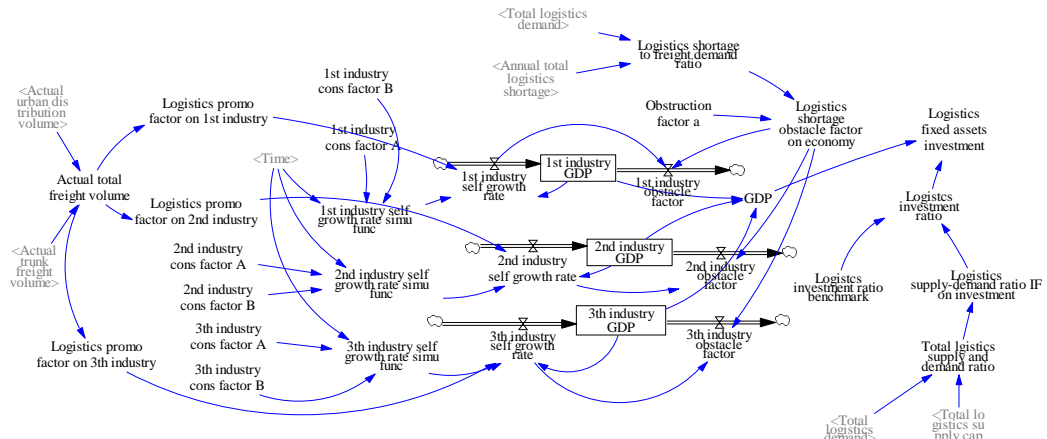 <Total logistics
demand>
Logistics shortage
to freight demand
ratio
<Annual total
logistics
shortage>
1st industry
cons factor B
<Actual
urban dis
tribution
volume>
Logistics promo
factor on 1st industry
Obstruction
factor a
Logistics
shortage
obstacle factor
on economy
Logistics
fixed assets
investment
1st industry
cons factor A
<Time>
1st industry
self growth
rate
1st industry
GDP
1st industry
obstacle
factor
Actual total
freight volume
GDP
Logistcs
investment
ratio
Logistics promo
factor on 2nd industry
1st industry self
growth rate simu
func
<Actual
trunk
freight
volume>
2nd industry
cons factor A
2nd industry
self growth rate
2nd industry
GDP
2nd industry
obstacle
factor
2nd industry self
growth rate simu
func
2nd industry
cons factor B
Logistcs
investment ratio
benchmark
Logistics
supply-demand ratio IF
on investment
3th industry
cons factor A
3th industry
self growth
rate
3th industry
GDP
3th industry
obstacle
factor
Logistics promo
factor on 3th industry
3th industry self
growth rate simu
func
3th industry
cons factor B
Total lgistics
supply and
demand ratio
<Total
logistics
demand>
<Total lo
gistics su
pply cap